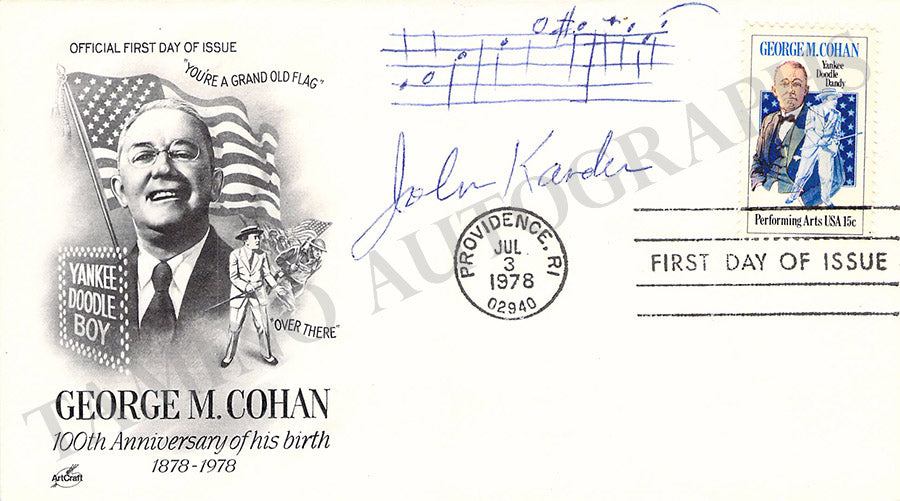 OFFICIAL FIRST DAY OF ISSUE
"YOU'RE A GRAND OLD FLAG"
YANKEE
DOODLE
BOY
"OVER THERE"
GEORGE M. COHAN
100th Anniversary of his birth
1878-1978
ArtCraft
John Kander
PROVIDENCE, RI
JUL
3
1978
02940
GEORGE M. COHAN
Yankee
Doodle
Dandy
Performing Arts USA 15c
FIRST DAY OF ISSUE
TAMINO AUTOGRAPHS